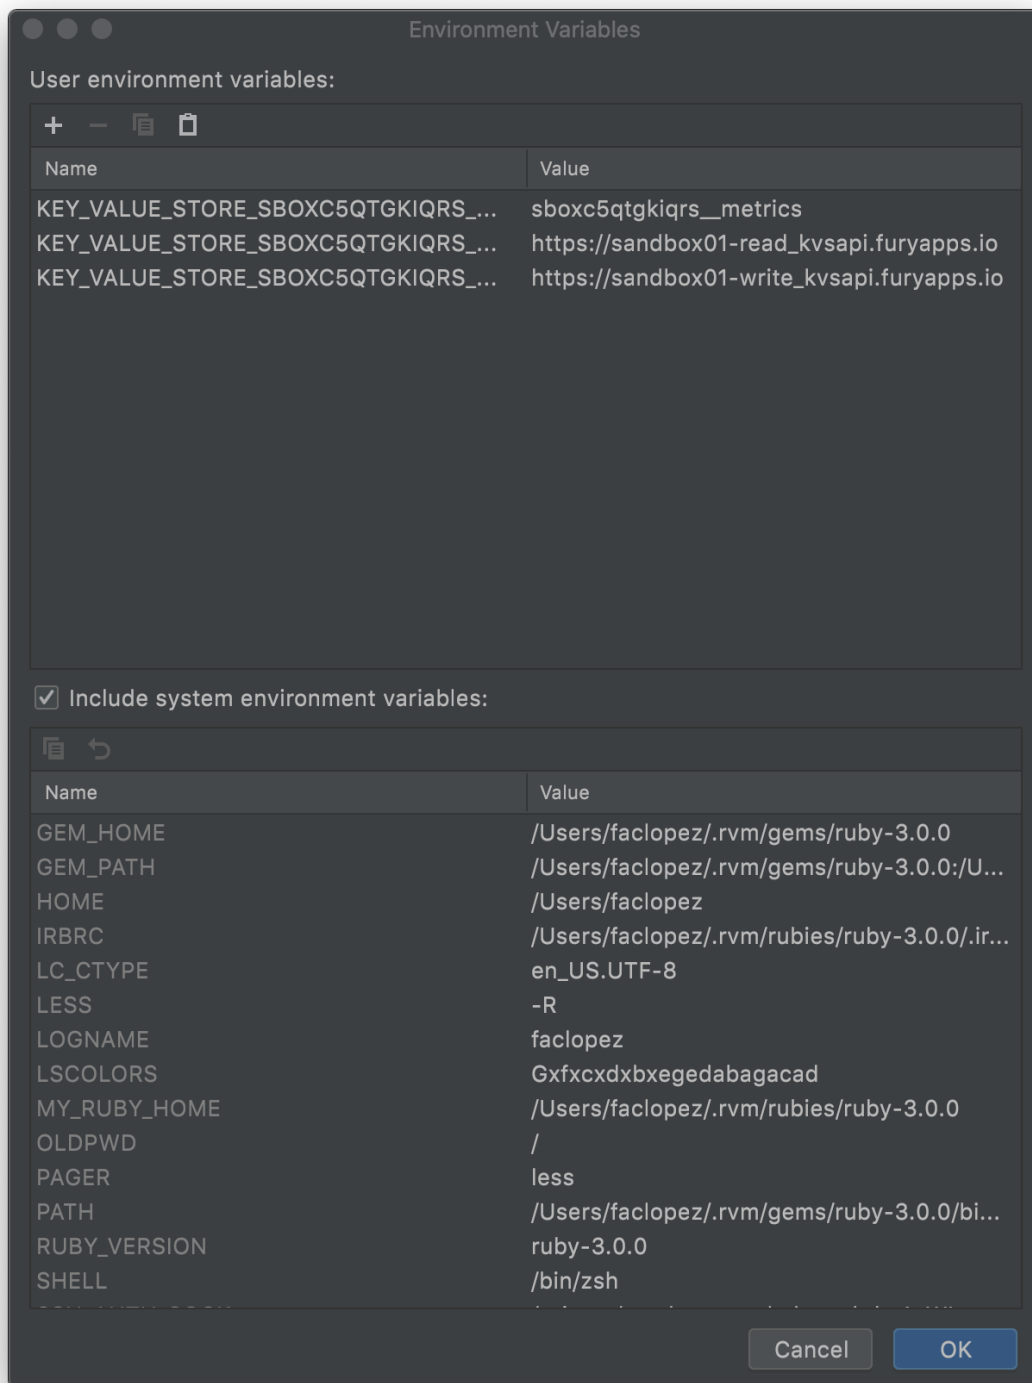 Environment Variables
User environment variables:
Name Value
KEY_VALUE_STORE_SBOXC5QTGKIQRS_... sboxc5qtgkiqrs__metrics
KEY_VALUE_STORE_SBOXC5QTGKIQRS_... https://sandbox01-read_kvsapi.furyapps.io
KEY_VALUE_STORE_SBOXC5QTGKIQRS_... https://sandbox01-write_kvsapi.furyapps.io
Include system environment variables:
Name Value
GEM_HOME /Users/faclopez/.rvm/gems/ruby-3.0.0
GEM_PATH /Users/faclopez/.rvm/gems/ruby-3.0.0:/U...
HOME /Users/faclopez
IRBRC /Users/faclopez/.rvm/rubies/ruby-3.0.0/.ir...
LC_CTYPE en_US.UTF-8
LESS -R
LOGNAME faclopez
LSCOLORS Gxfxcxdxbxegedabagacad
MY_RUBY_HOME /Users/faclopez/.rvm/rubies/ruby-3.0.0
OLDPWD /
PAGER less
PATH /Users/faclopez/.rvm/gems/ruby-3.0.0/bi...
RUBY_VERSION ruby-3.0.0
SHELL /bin/zsh
Cancel OK